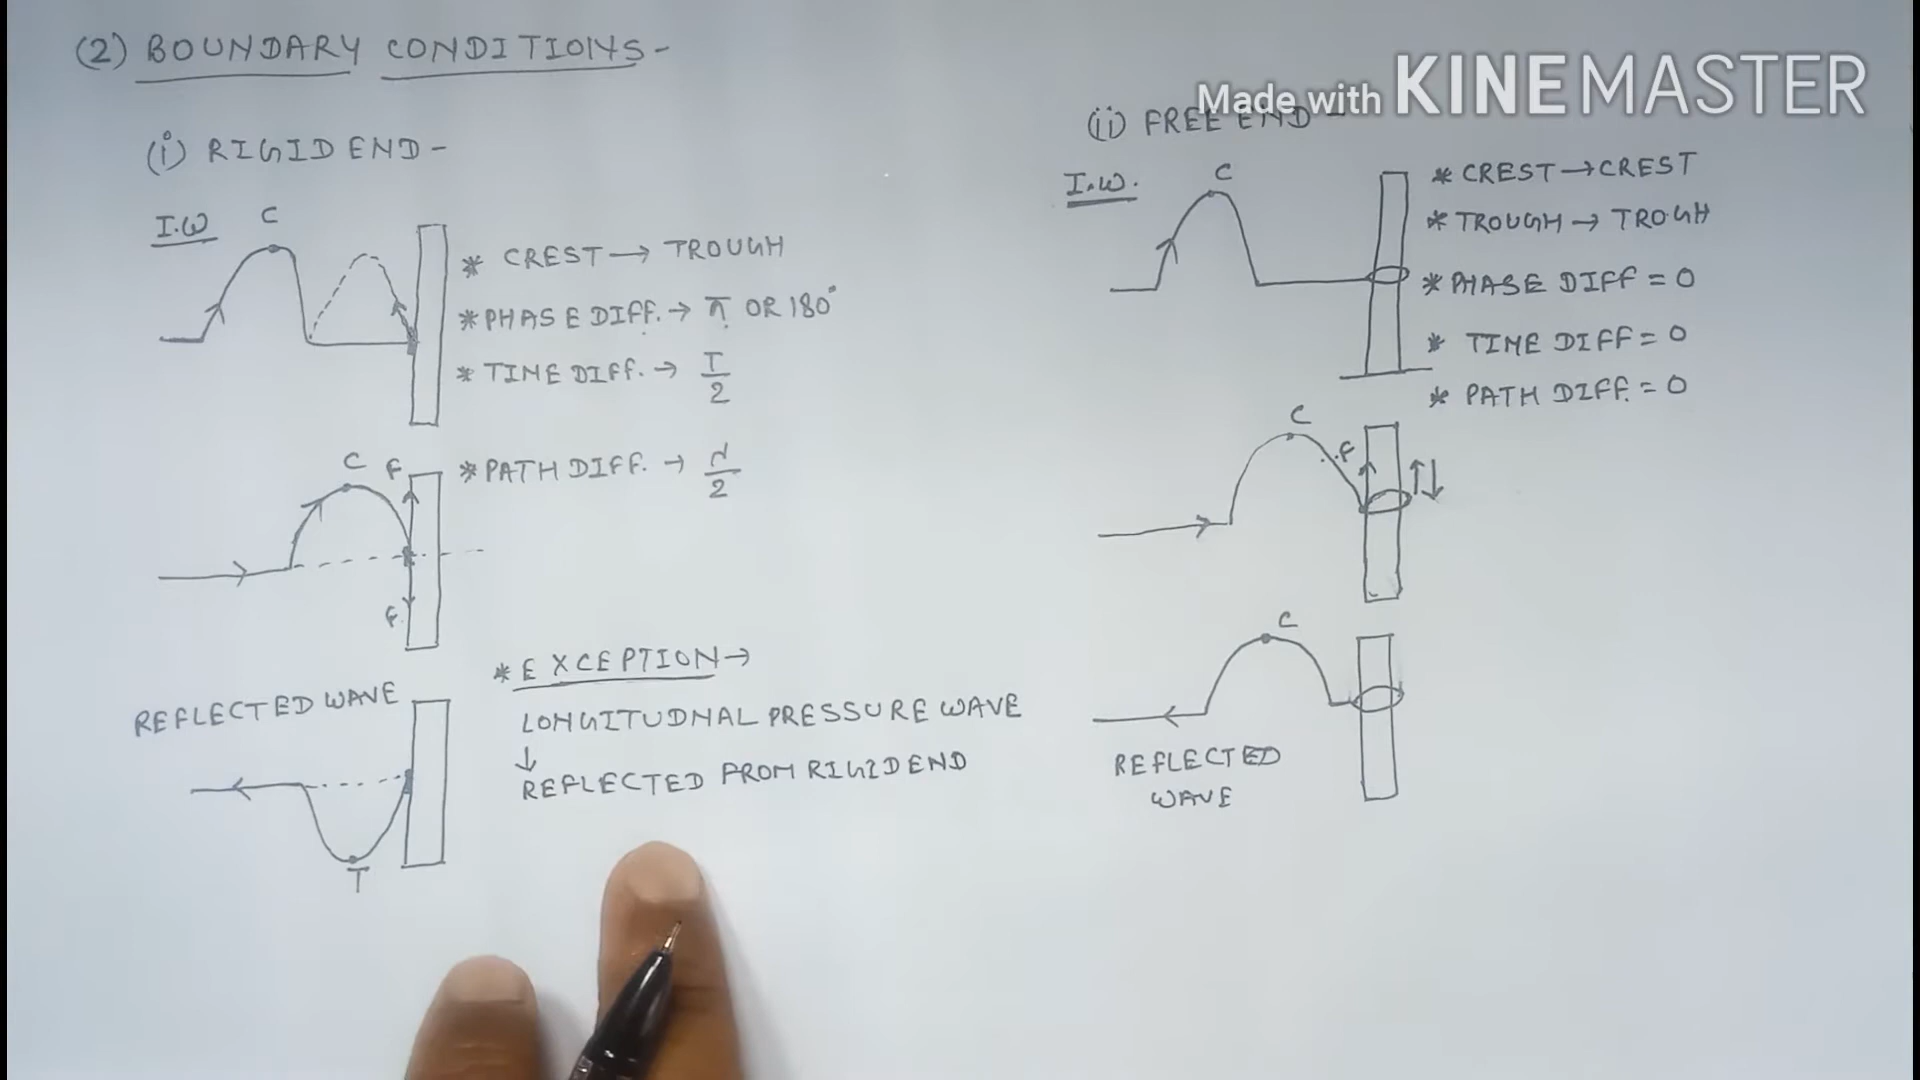 (2) BOUNDARY CONDITIONS-
Made with KINEMASTER
(i) RIGID END-
I.W
C
* CREST → TROUGH
* PHASE DIFF. → π OR 180°
* TIME DIFF. → T/2
C
F
* PATH DIFF. → λ/2
F
REFLECTED WAVE
T
* EXCEPTION →
LONGITUDNAL PRESSURE WAVE
↓
REFLECTED FROM RIGID END
(ii) FREE END -
I.W.
C
* CREST → CREST
* TROUGH → TROGH
* PHASE DIFF = 0
* TIME DIFF = 0
* PATH DIFF. = 0
C
F
↑↓
C
REFLECTED
WAVE